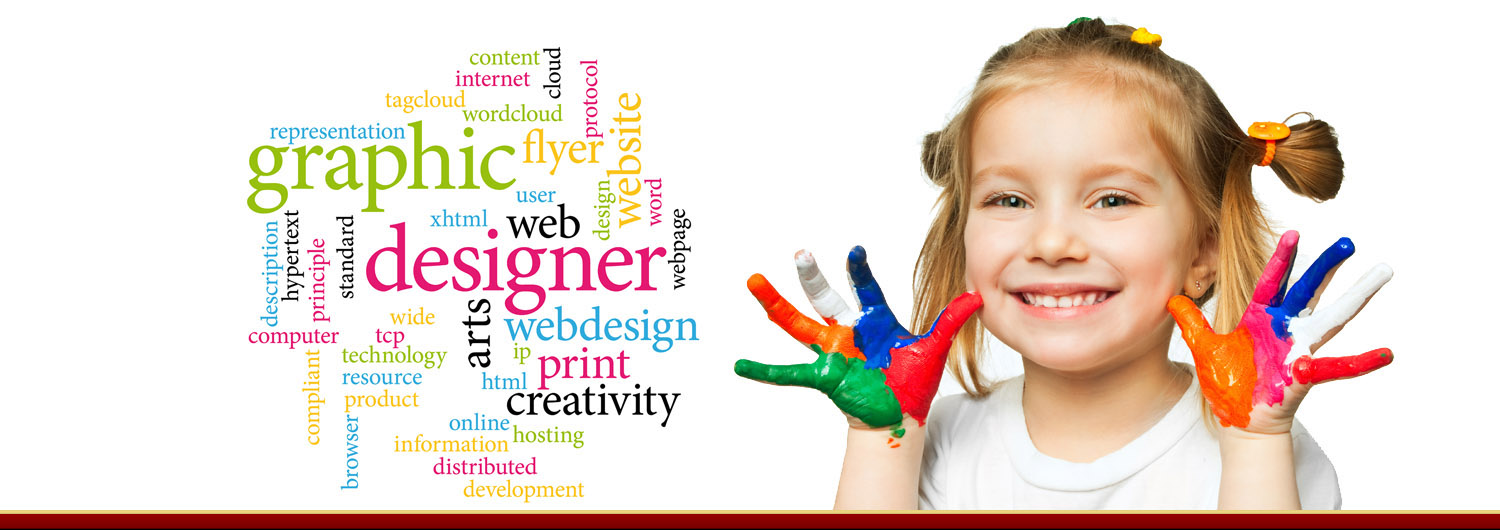 content
cloud
internet
protocol
tagcloud
wordcloud
website
representation
graphic
flyer
user
design
word
xhtml
web
webpage
description
hypertext
principle
standard
designer
wide
arts
webdesign
computer
tcp
technology
ip
print
compliant
resource
html
product
creativity
browser
online
information
hosting
distributed
development